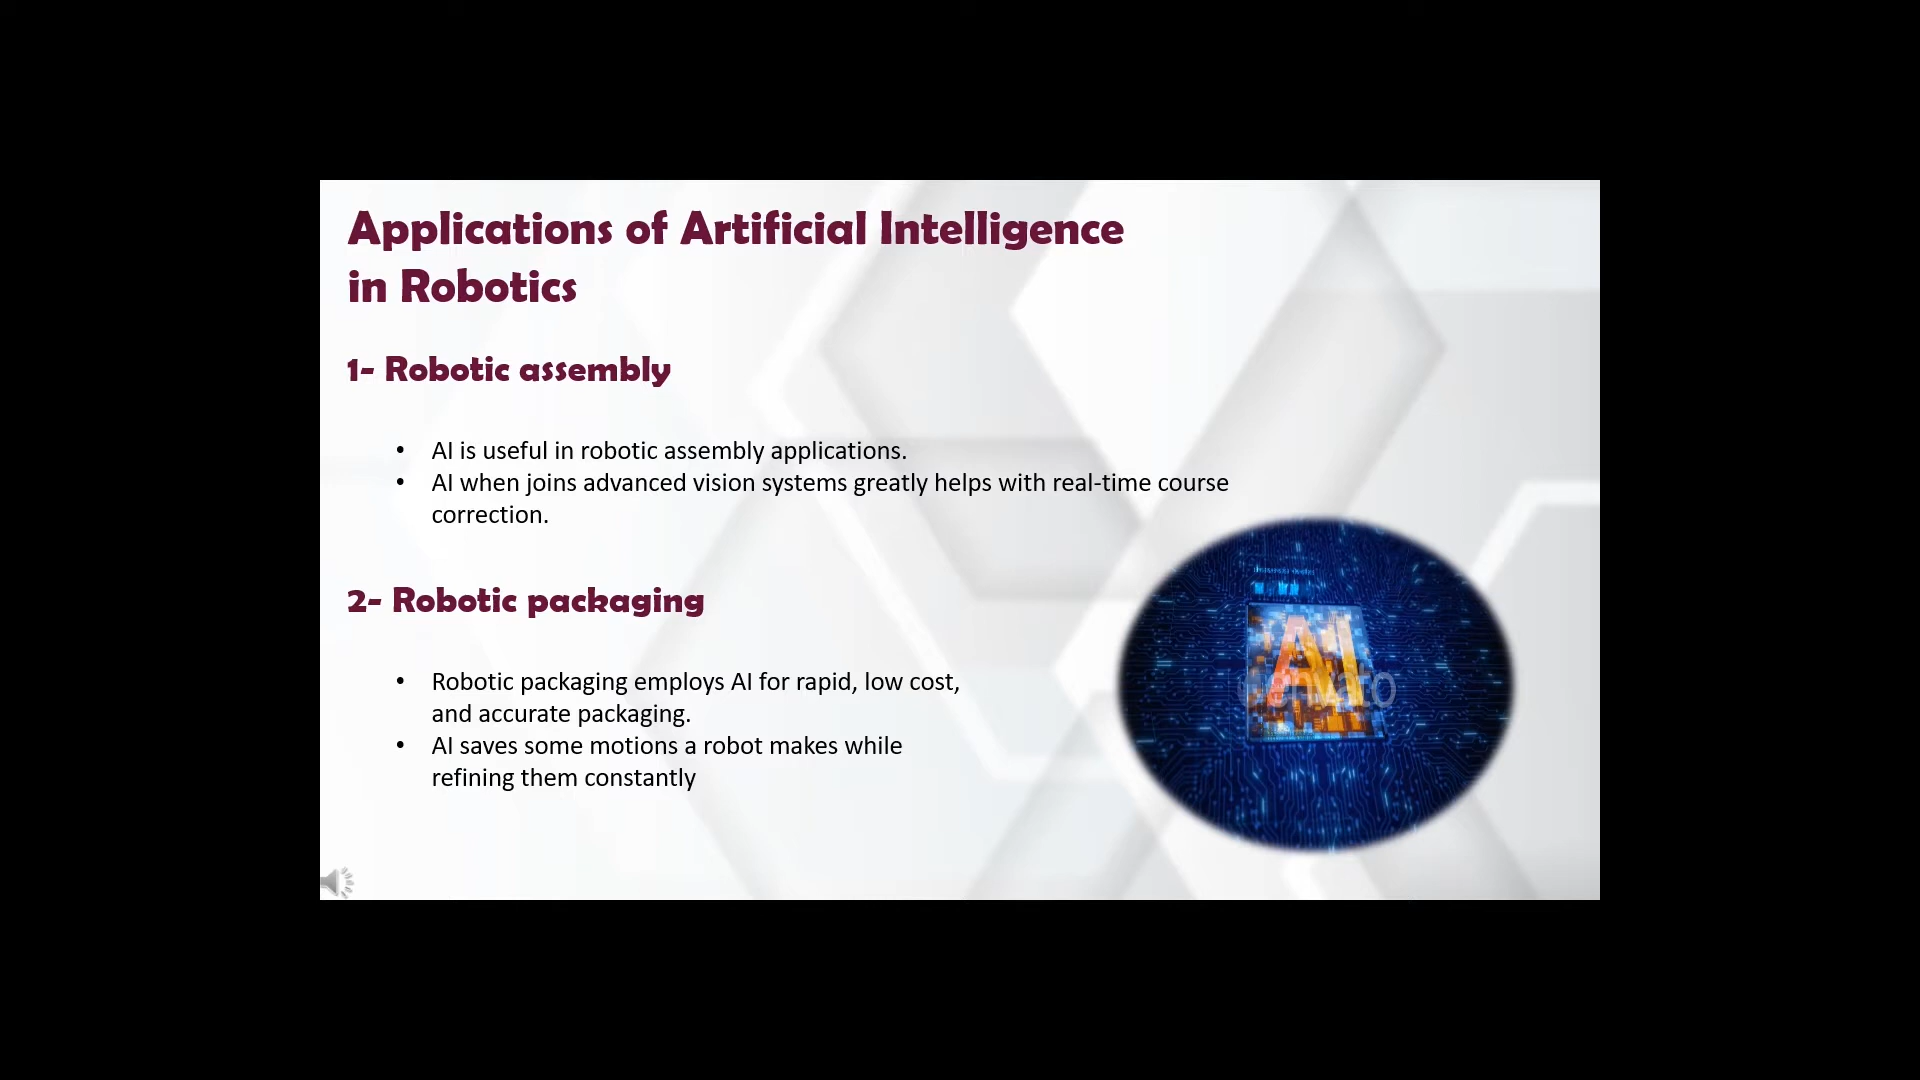 Applications of Artificial Intelligence
in Robotics
1- Robotic assembly
• AI is useful in robotic assembly applications.
• AI when joins advanced vision systems greatly helps with real-time course
correction.
2- Robotic packaging
• Robotic packaging employs AI for rapid, low cost,
and accurate packaging.
• AI saves some motions a robot makes while
refining them constantly
AI
envato